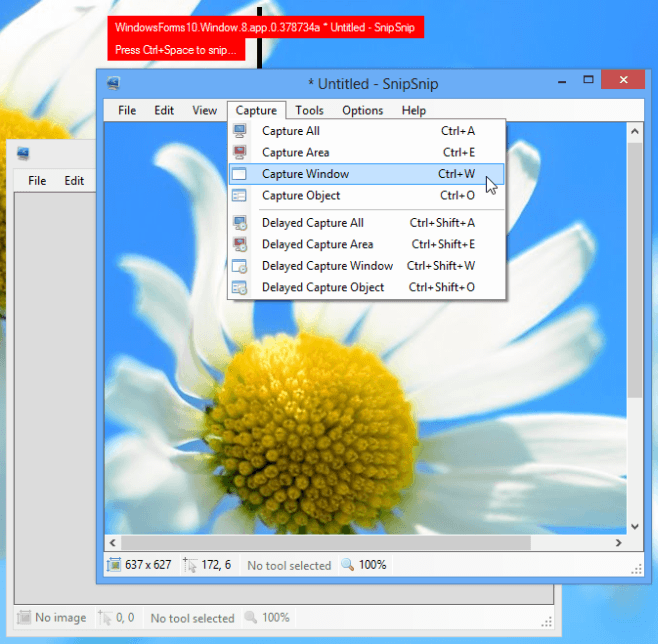 WindowsForms10.Window.8.app.0.378734a * Untitled - SnipSnip
Press Ctrl+Space to snip...
* Untitled - SnipSnip
File Edit View Capture Tools Options Help
Capture All Ctrl+A
Capture Area Ctrl+E
Capture Window Ctrl+W
Capture Object Ctrl+O
Delayed Capture All Ctrl+Shift+A
Delayed Capture Area Ctrl+Shift+E
Delayed Capture Window Ctrl+Shift+W
Delayed Capture Object Ctrl+Shift+O
File Edit
637 x 627 172, 6 No tool selected 100%
No image 0, 0 No tool selected 100%